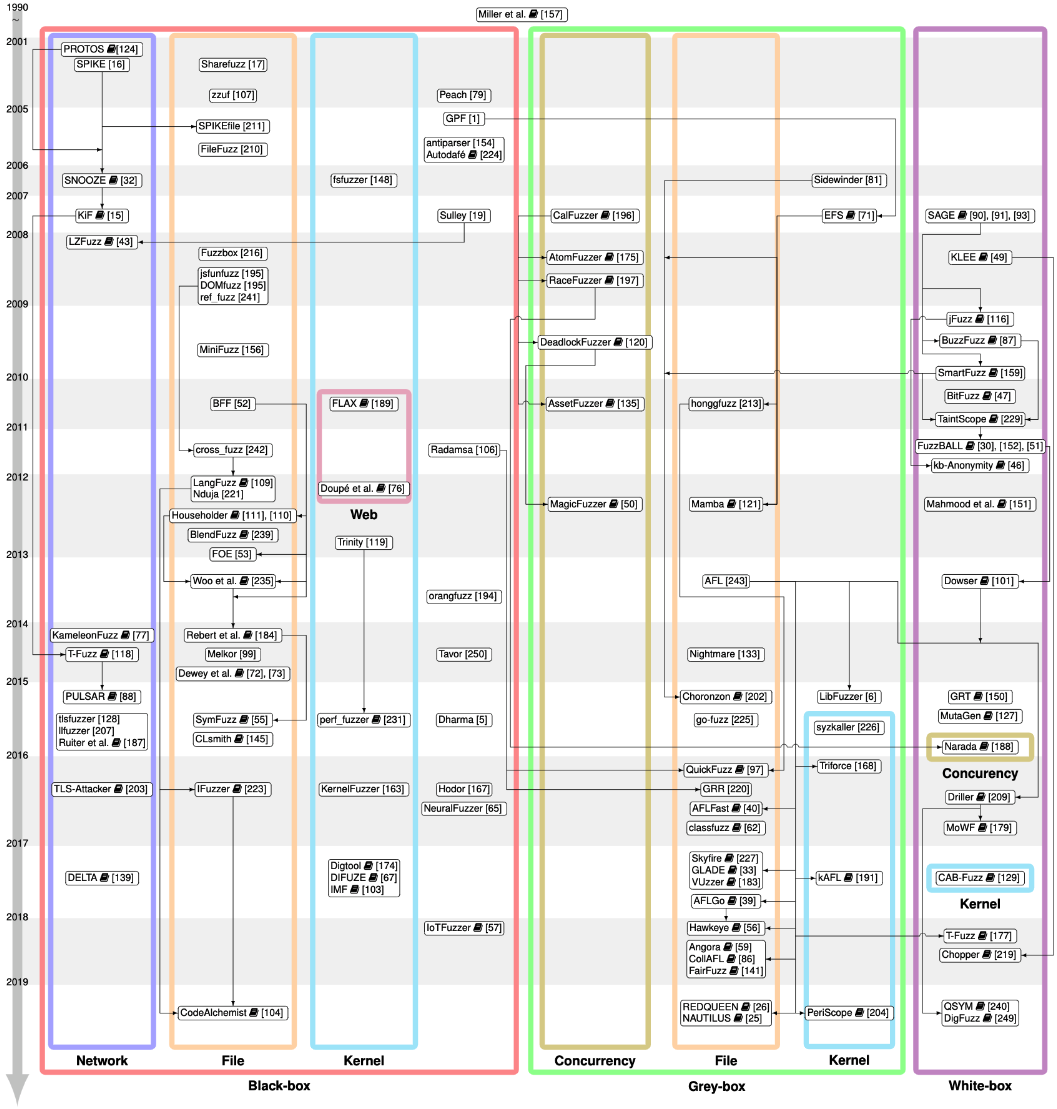 1990
~
Miller et al. [157]
2001
PROTOS [124]
SPIKE [16]
Sharefuzz [17]
zzuf [107]
Peach [79]
2005
GPF [1]
SPIKEfile [211]
antiparser [154]
Autodafé [224]
FileFuzz [210]
2006
SNOOZE [32]
fsfuzzer [148]
Sidewinder [81]
2007
KiF [15]
Sulley [19]
CalFuzzer [196]
EFS [71]
SAGE [90], [91], [93]
2008
LZFuzz [43]
Fuzzbox [216]
AtomFuzzer [175]
KLEE [49]
jsfunfuzz [195]
DOMfuzz [195]
ref_fuzz [241]
RaceFuzzer [197]
2009
jFuzz [116]
MiniFuzz [156]
DeadlockFuzzer [120]
BuzzFuzz [87]
SmartFuzz [159]
2010
BitFuzz [47]
BFF [52]
FLAX [189]
AssetFuzzer [135]
honggfuzz [213]
TaintScope [229]
2011
cross_fuzz [242]
Radamsa [106]
FuzzBALL [30], [152], [51]
kb-Anonymity [46]
2012
LangFuzz [109]
Nduja [221]
Doupé et al. [76]
Web
MagicFuzzer [50]
Mamba [121]
Mahmood et al. [151]
Householder [111], [110]
BlendFuzz [239]
Trinity [119]
2013
FOE [53]
Woo et al. [235]
AFL [243]
Dowser [101]
orangfuzz [194]
2014
KameleonFuzz [77]
Rebert et al. [184]
T-Fuzz [118]
Melkor [99]
Tavor [250]
Nightmare [133]
Dewey et al. [72], [73]
2015
PULSAR [88]
Choronzon [202]
LibFuzzer [6]
GRT [150]
tlsfuzzer [128]
llfuzzer [207]
Ruiter et al. [187]
SymFuzz [55]
perf_fuzzer [231]
Dharma [5]
go-fuzz [225]
syzkaller [226]
MutaGen [127]
CLsmith [145]
Narada [188]
2016
Concurency
QuickFuzz [97]
Triforce [168]
TLS-Attacker [203]
IFuzzer [223]
KernelFuzzer [163]
Hodor [167]
GRR [220]
Driller [209]
NeuralFuzzer [65]
AFLFast [40]
classfuzz [62]
MoWF [179]
2017
Digtool [174]
DIFUZE [67]
IMF [103]
Skyfire [227]
GLADE [33]
VUzzer [183]
DELTA [139]
kAFL [191]
CAB-Fuzz [129]
Kernel
AFLGo [39]
2018
IoTFuzzer [57]
Hawkeye [56]
T-Fuzz [177]
Angora [59]
CollAFL [86]
FairFuzz [141]
Chopper [219]
2019
CodeAlchemist [104]
REDQUEEN [26]
NAUTILUS [25]
PeriScope [204]
QSYM [240]
DigFuzz [249]
Network
File
Kernel
Concurrency
File
Kernel
Black-box
Grey-box
White-box